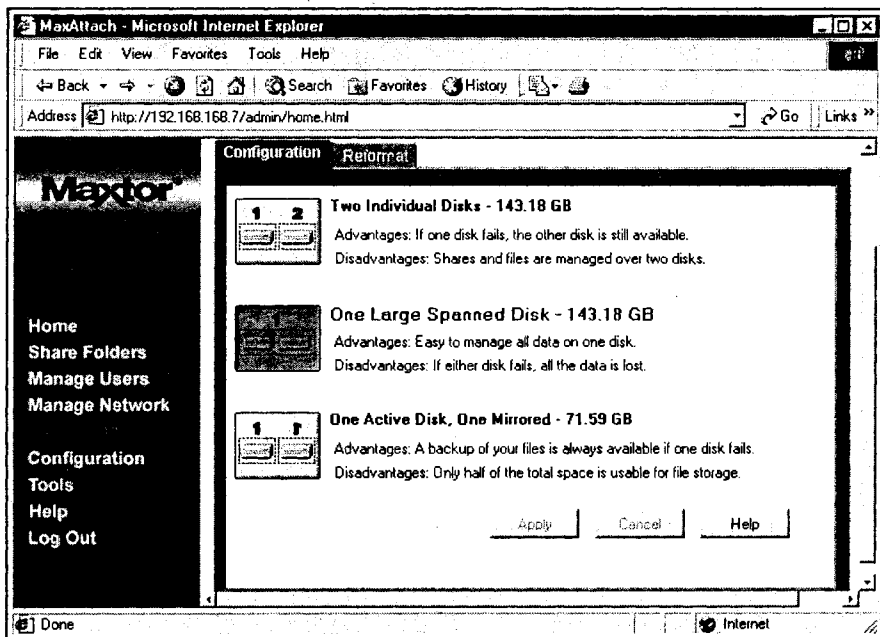 MaxAttach - Microsoft Internet Explorer
File Edit View Favorites Tools Help
Back Search Favorites History
Address http://192.168.168.7/admin/home.html Go Links »
Configuration Reformat
Maxtor®
1 2
Two Individual Disks - 143.18 GB
Advantages: If one disk fails, the other disk is still available.
Disadvantages: Shares and files are managed over two disks.
One Large Spanned Disk - 143.18 GB
Advantages: Easy to manage all data on one disk.
Disadvantages: If either disk fails, all the data is lost.
One Active Disk, One Mirrored - 71.59 GB
Advantages: A backup of your files is always available if one disk fails.
Disadvantages: Only half of the total space is usable for file storage.
Home
Share Folders
Manage Users
Manage Network
Configuration
Tools
Help
Log Out
Apply Cancel Help
Done Internet